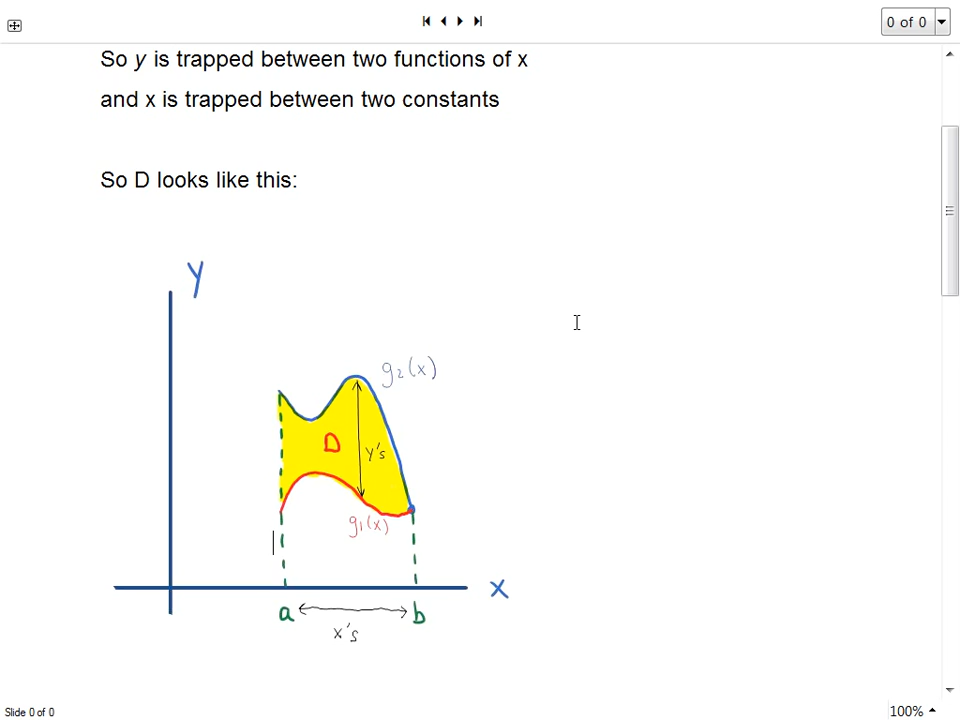 0 of 0
So y is trapped between two functions of x
and x is trapped between two constants
So D looks like this:
Y
g2(x)
D
Y's
g1(x)
X
a
b
x's
Slide 0 of 0
100%